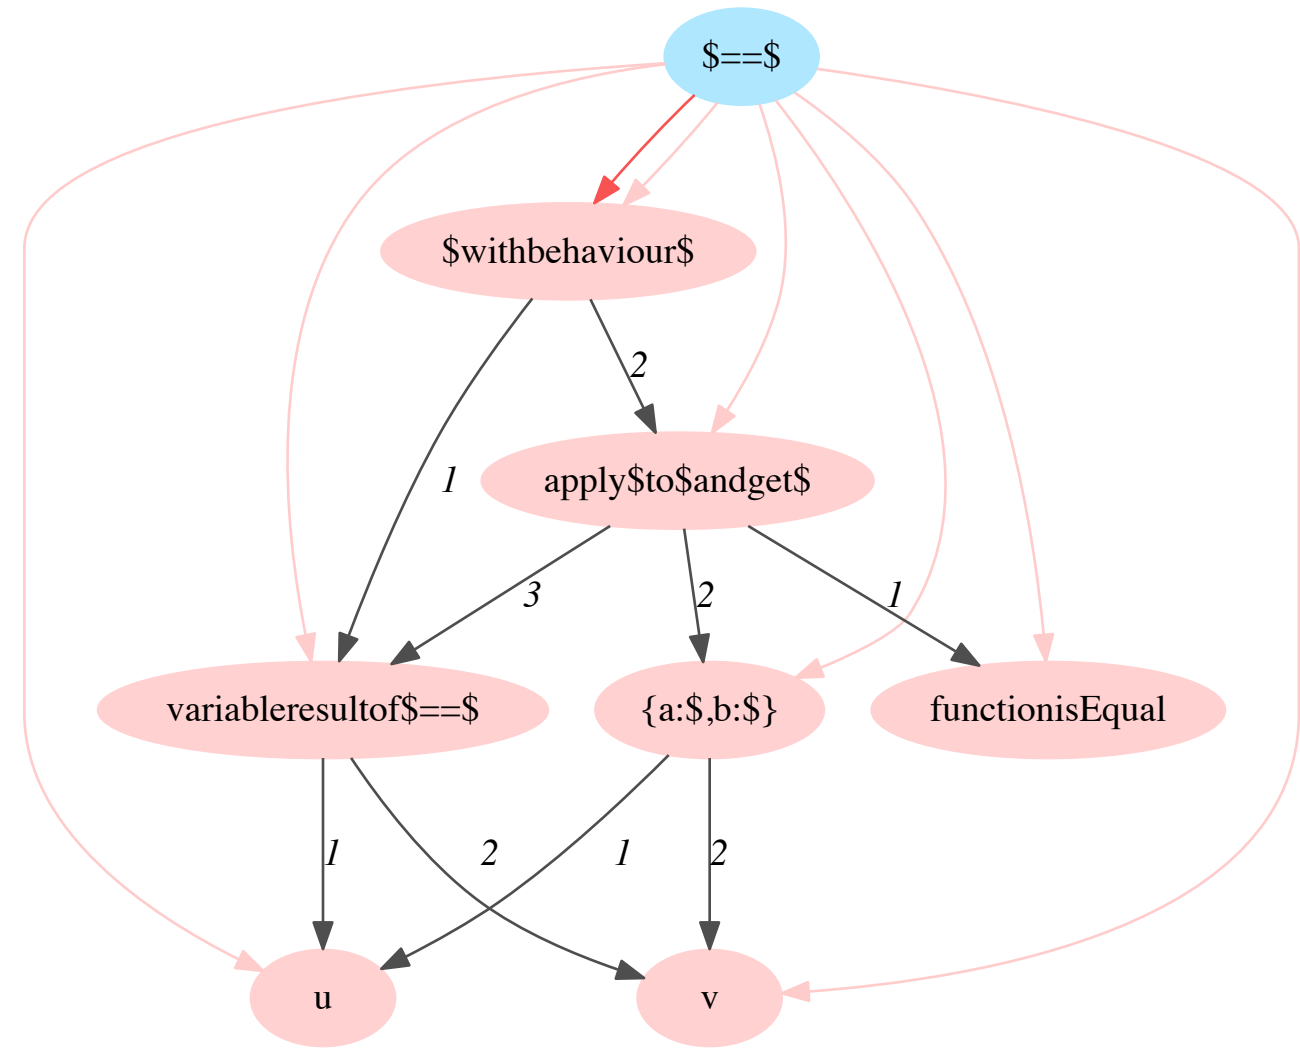 $==$
$withbehaviour$
2
1
apply$to$andget$
3
2
1
variableresultof$==$
{a:$,b:$}
functionisEqual
1
2
1
2
u
v